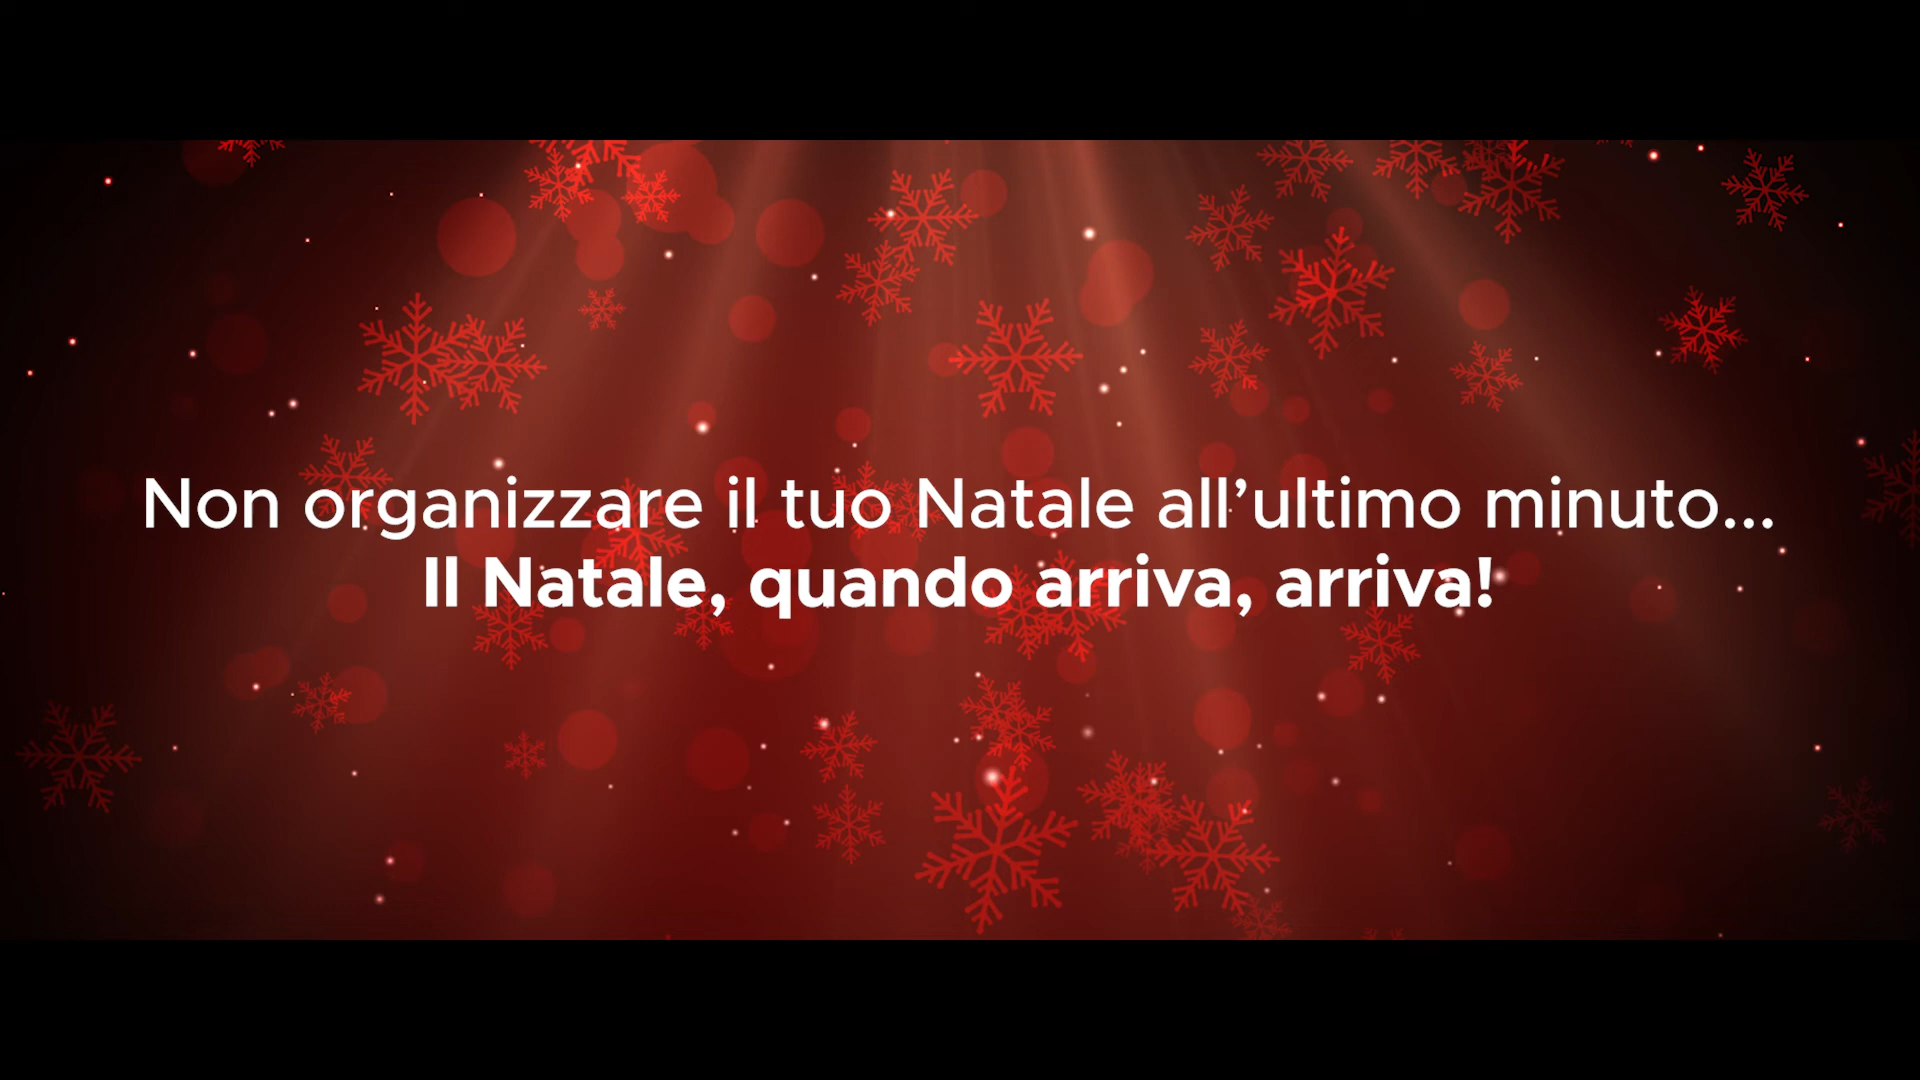 Non organizzare il tuo Natale all’ultimo minuto...
Il Natale, quando arriva, arriva!